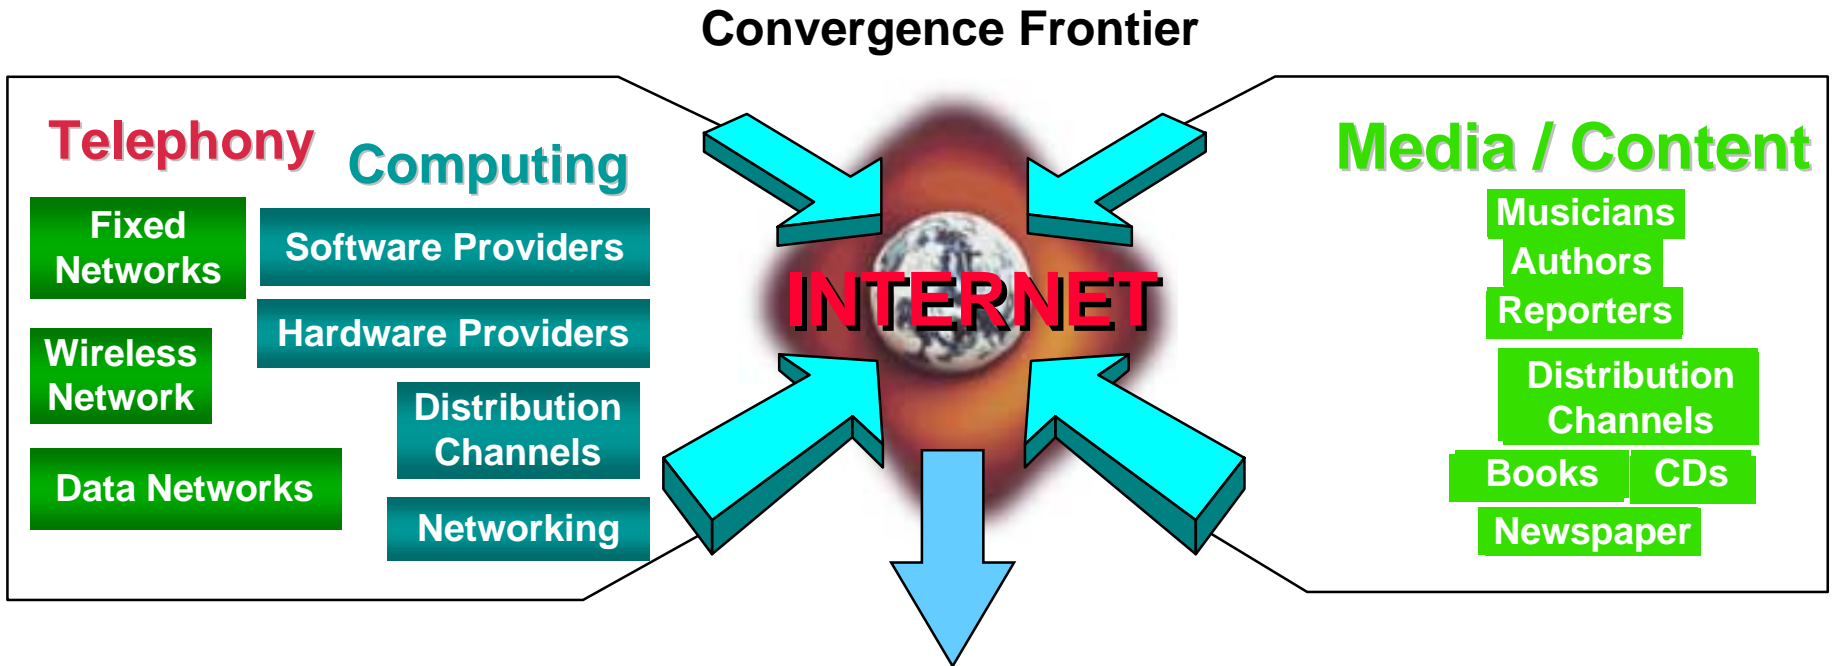 Convergence Frontier
Telephony
Fixed
Networks
Wireless
Network
Data Networks
Computing
Software Providers
Hardware Providers
Distribution
Channels
Networking
INTERNET
Media / Content
Musicians
Authors
Reporters
Distribution
Channels
Books CDs
Newspaper